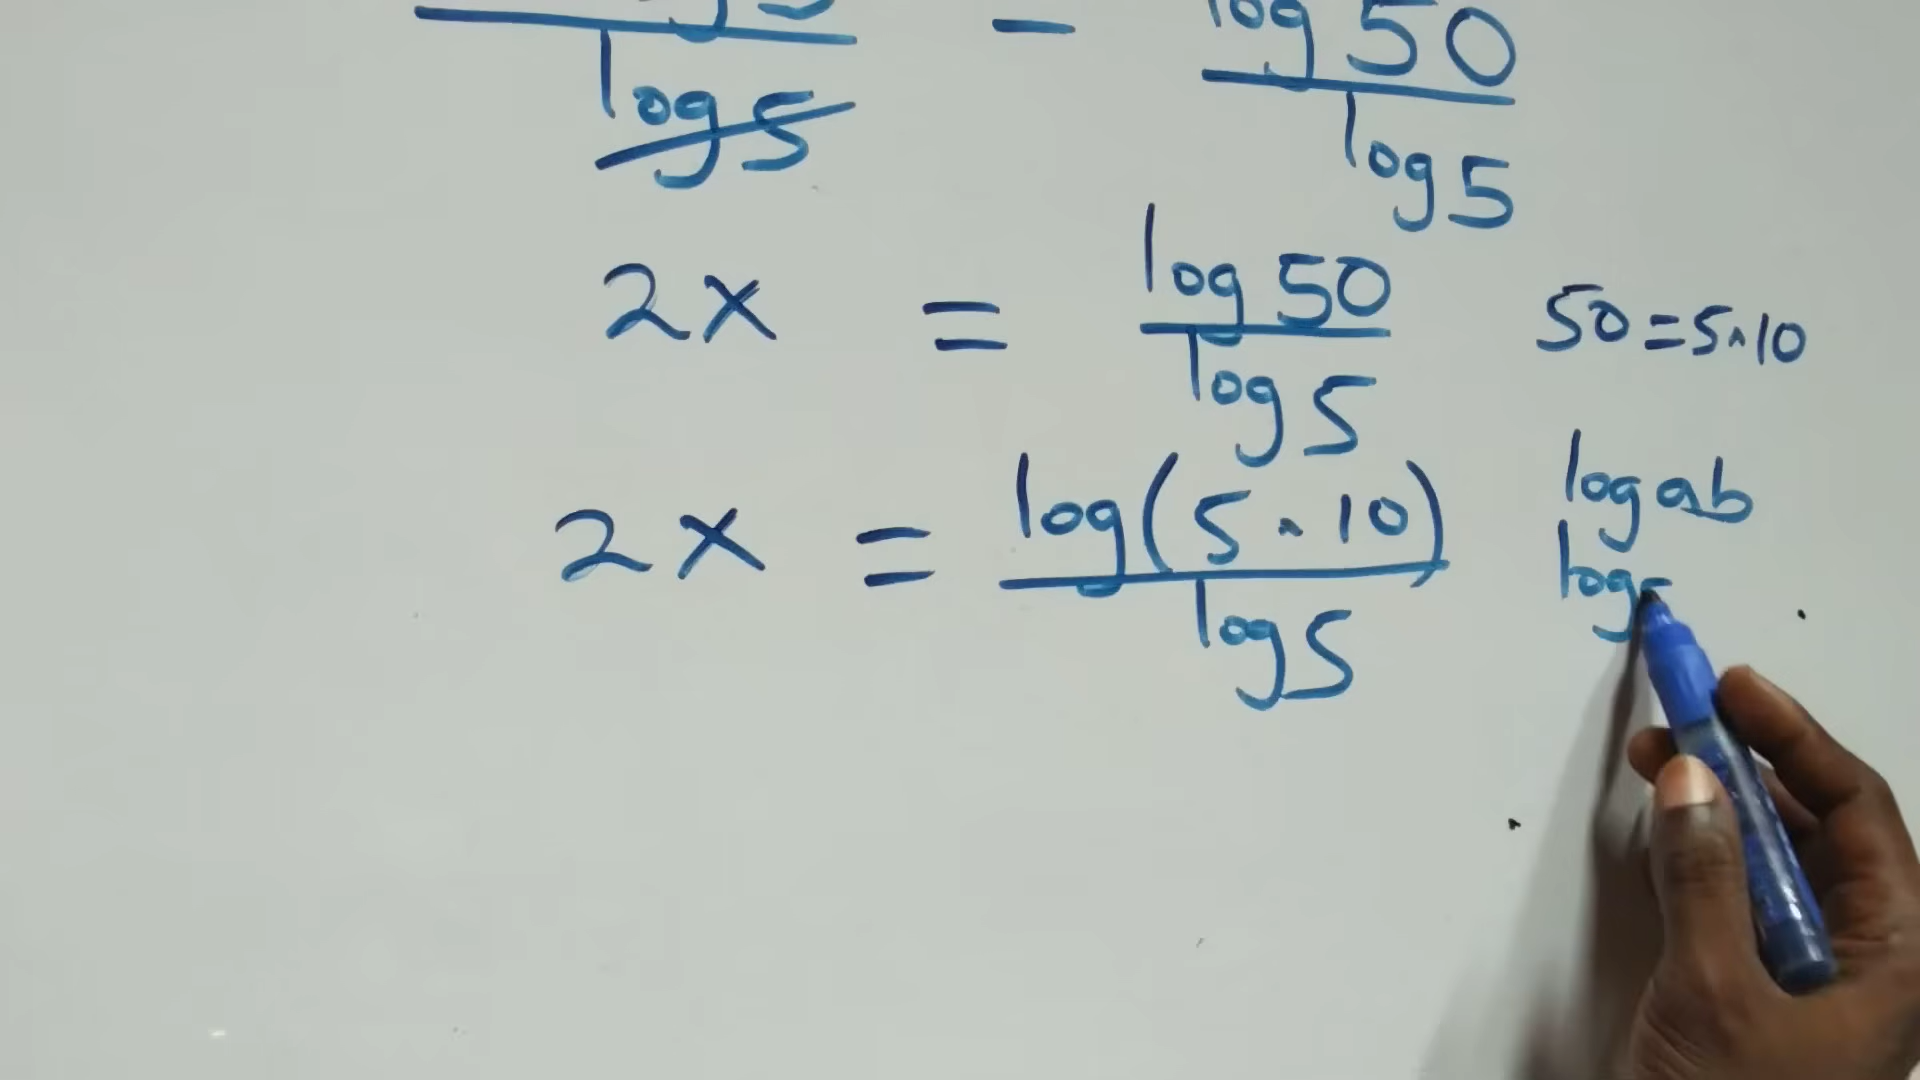 = log 50
log 5 log 5
2x = log 50 50 = 5·10
log 5
2x = log(5·10) log ab
log 5 log